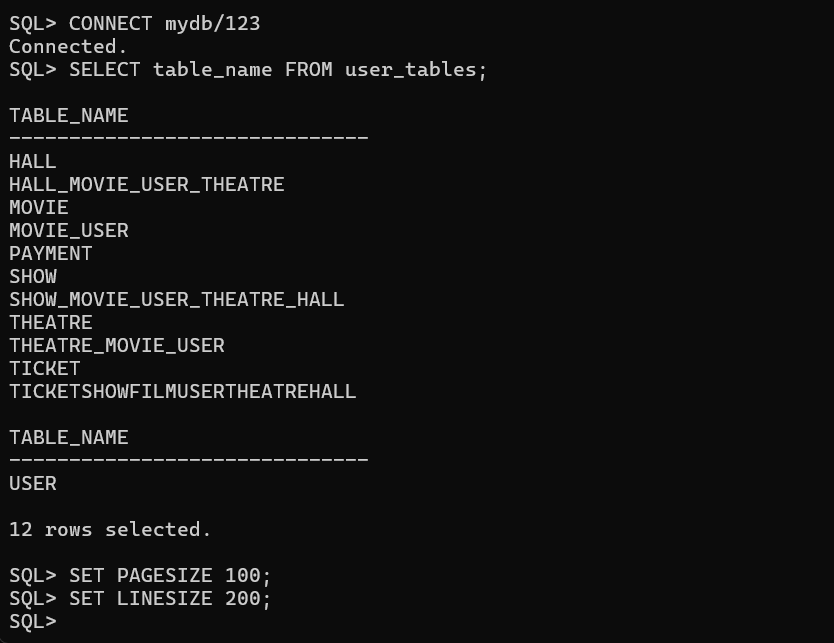 SQL> CONNECT mydb/123
Connected.
SQL> SELECT table_name FROM user_tables;
TABLE_NAME
------------------------------
HALL
HALL_MOVIE_USER_THEATRE
MOVIE
MOVIE_USER
PAYMENT
SHOW
SHOW_MOVIE_USER_THEATRE_HALL
THEATRE
THEATRE_MOVIE_USER
TICKET
TICKETSHOWFILMUSERTHEATREHALL
TABLE_NAME
------------------------------
USER
12 rows selected.
SQL> SET PAGESIZE 100;
SQL> SET LINESIZE 200;
SQL>